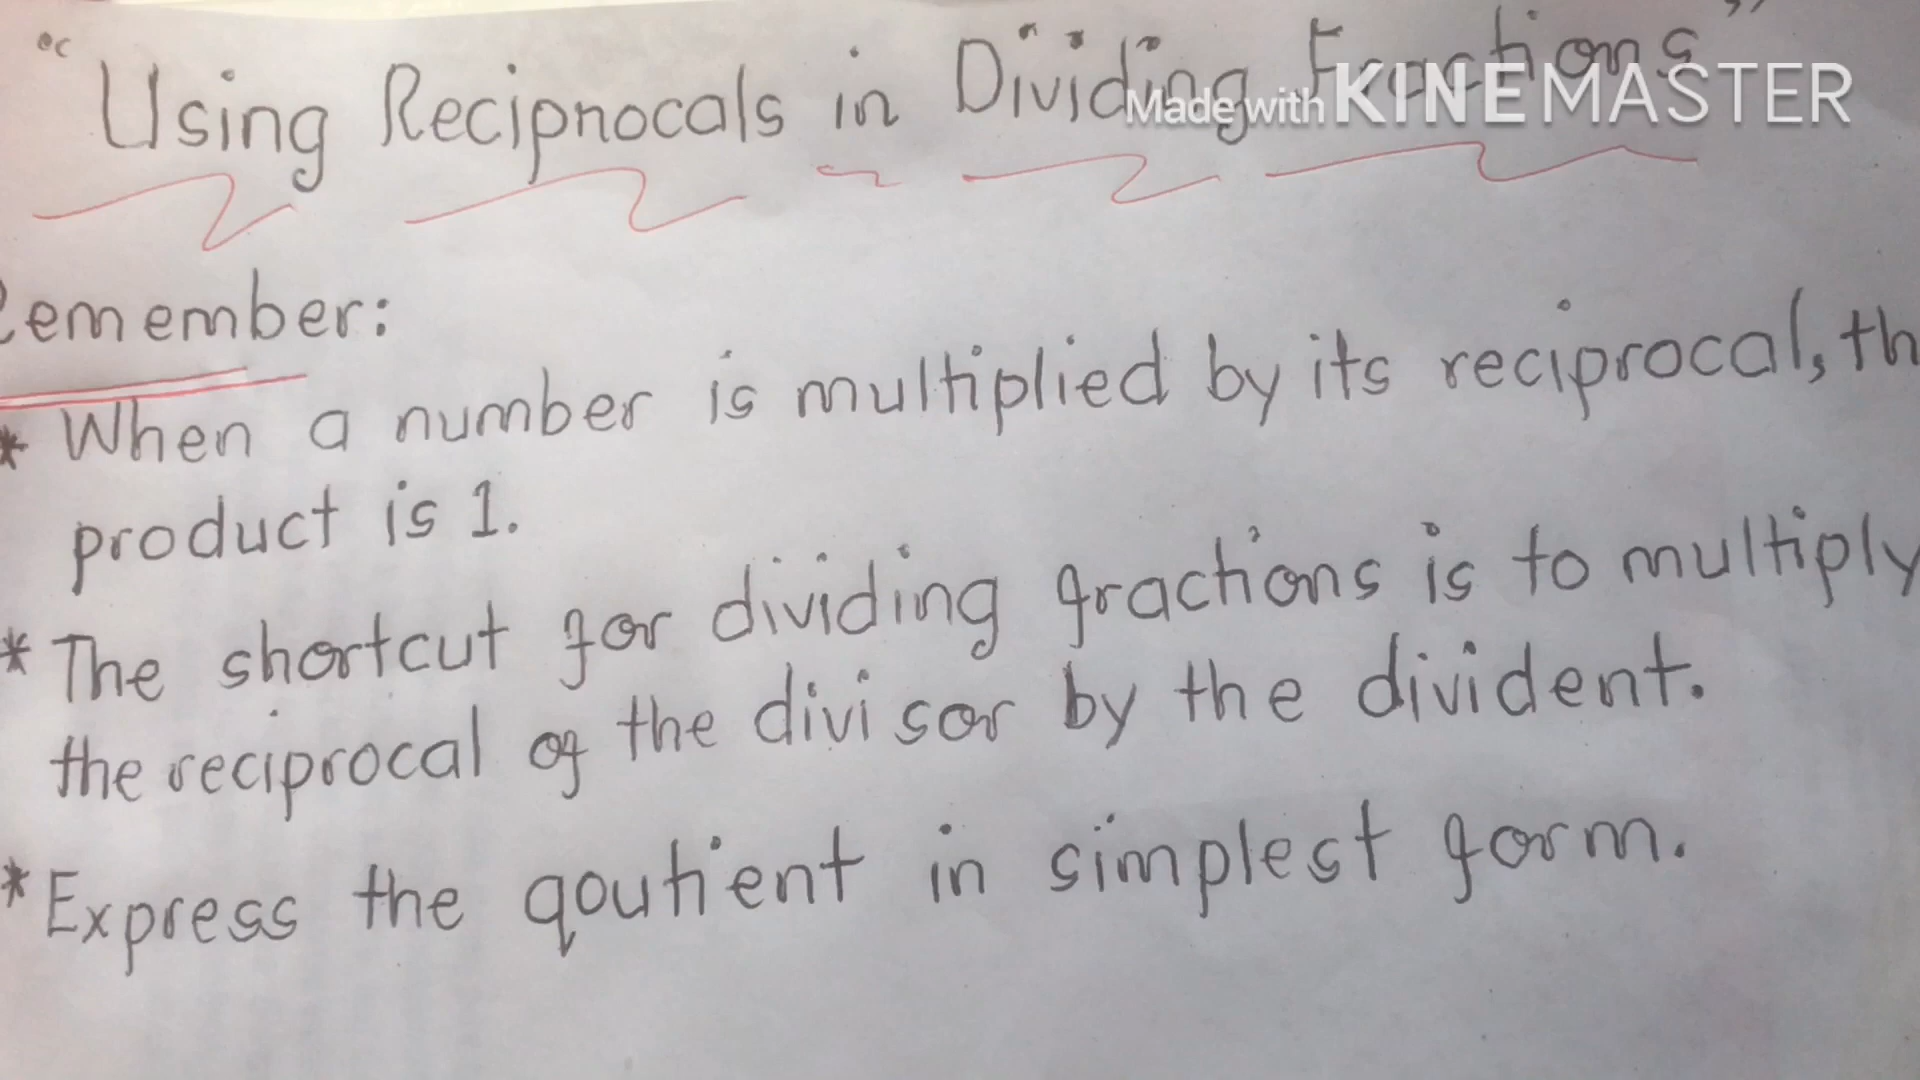 "Using Reciprocals in Dividing Fractions"
Made with KINEMASTER
emember:
* When a number is multiplied by its reciprocal, th
product is 1.
* The shortcut for dividing fractions is to multiply
the reciprocal of the divisor by the divident.
* Express the qoutient in simplest form.